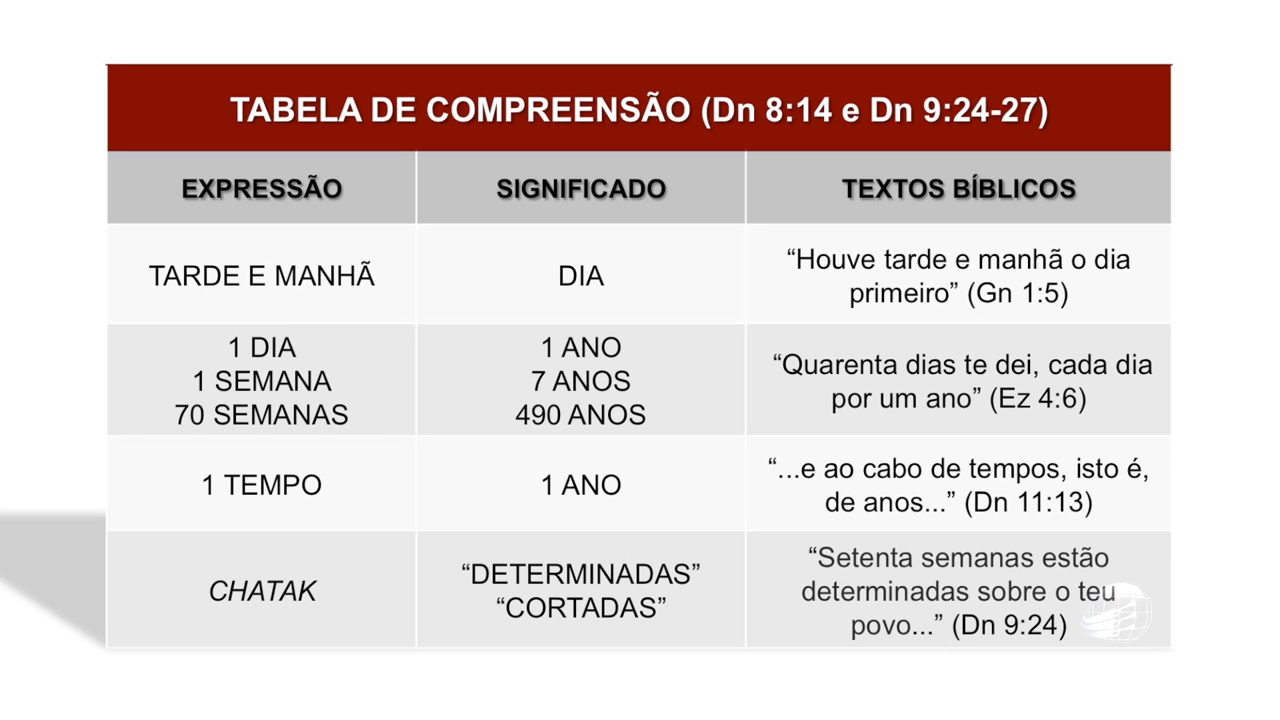 TABELA DE COMPREENSÃO (Dn 8:14 e Dn 9:24-27)
EXPRESSÃO
SIGNIFICADO
TEXTOS BÍBLICOS
TARDE E MANHÃ
DIA
“Houve tarde e manhã o dia
primeiro” (Gn 1:5)
1 DIA
1 SEMANA
70 SEMANAS
1 ANO
7 ANOS
490 ANOS
“Quarenta dias te dei, cada dia
por um ano” (Ez 4:6)
1 TEMPO
1 ANO
“...e ao cabo de tempos, isto é,
de anos...” (Dn 11:13)
CHATAK
“DETERMINADAS”
“CORTADAS”
“Setenta semanas estão
determinadas sobre o teu
povo...” (Dn 9:24)